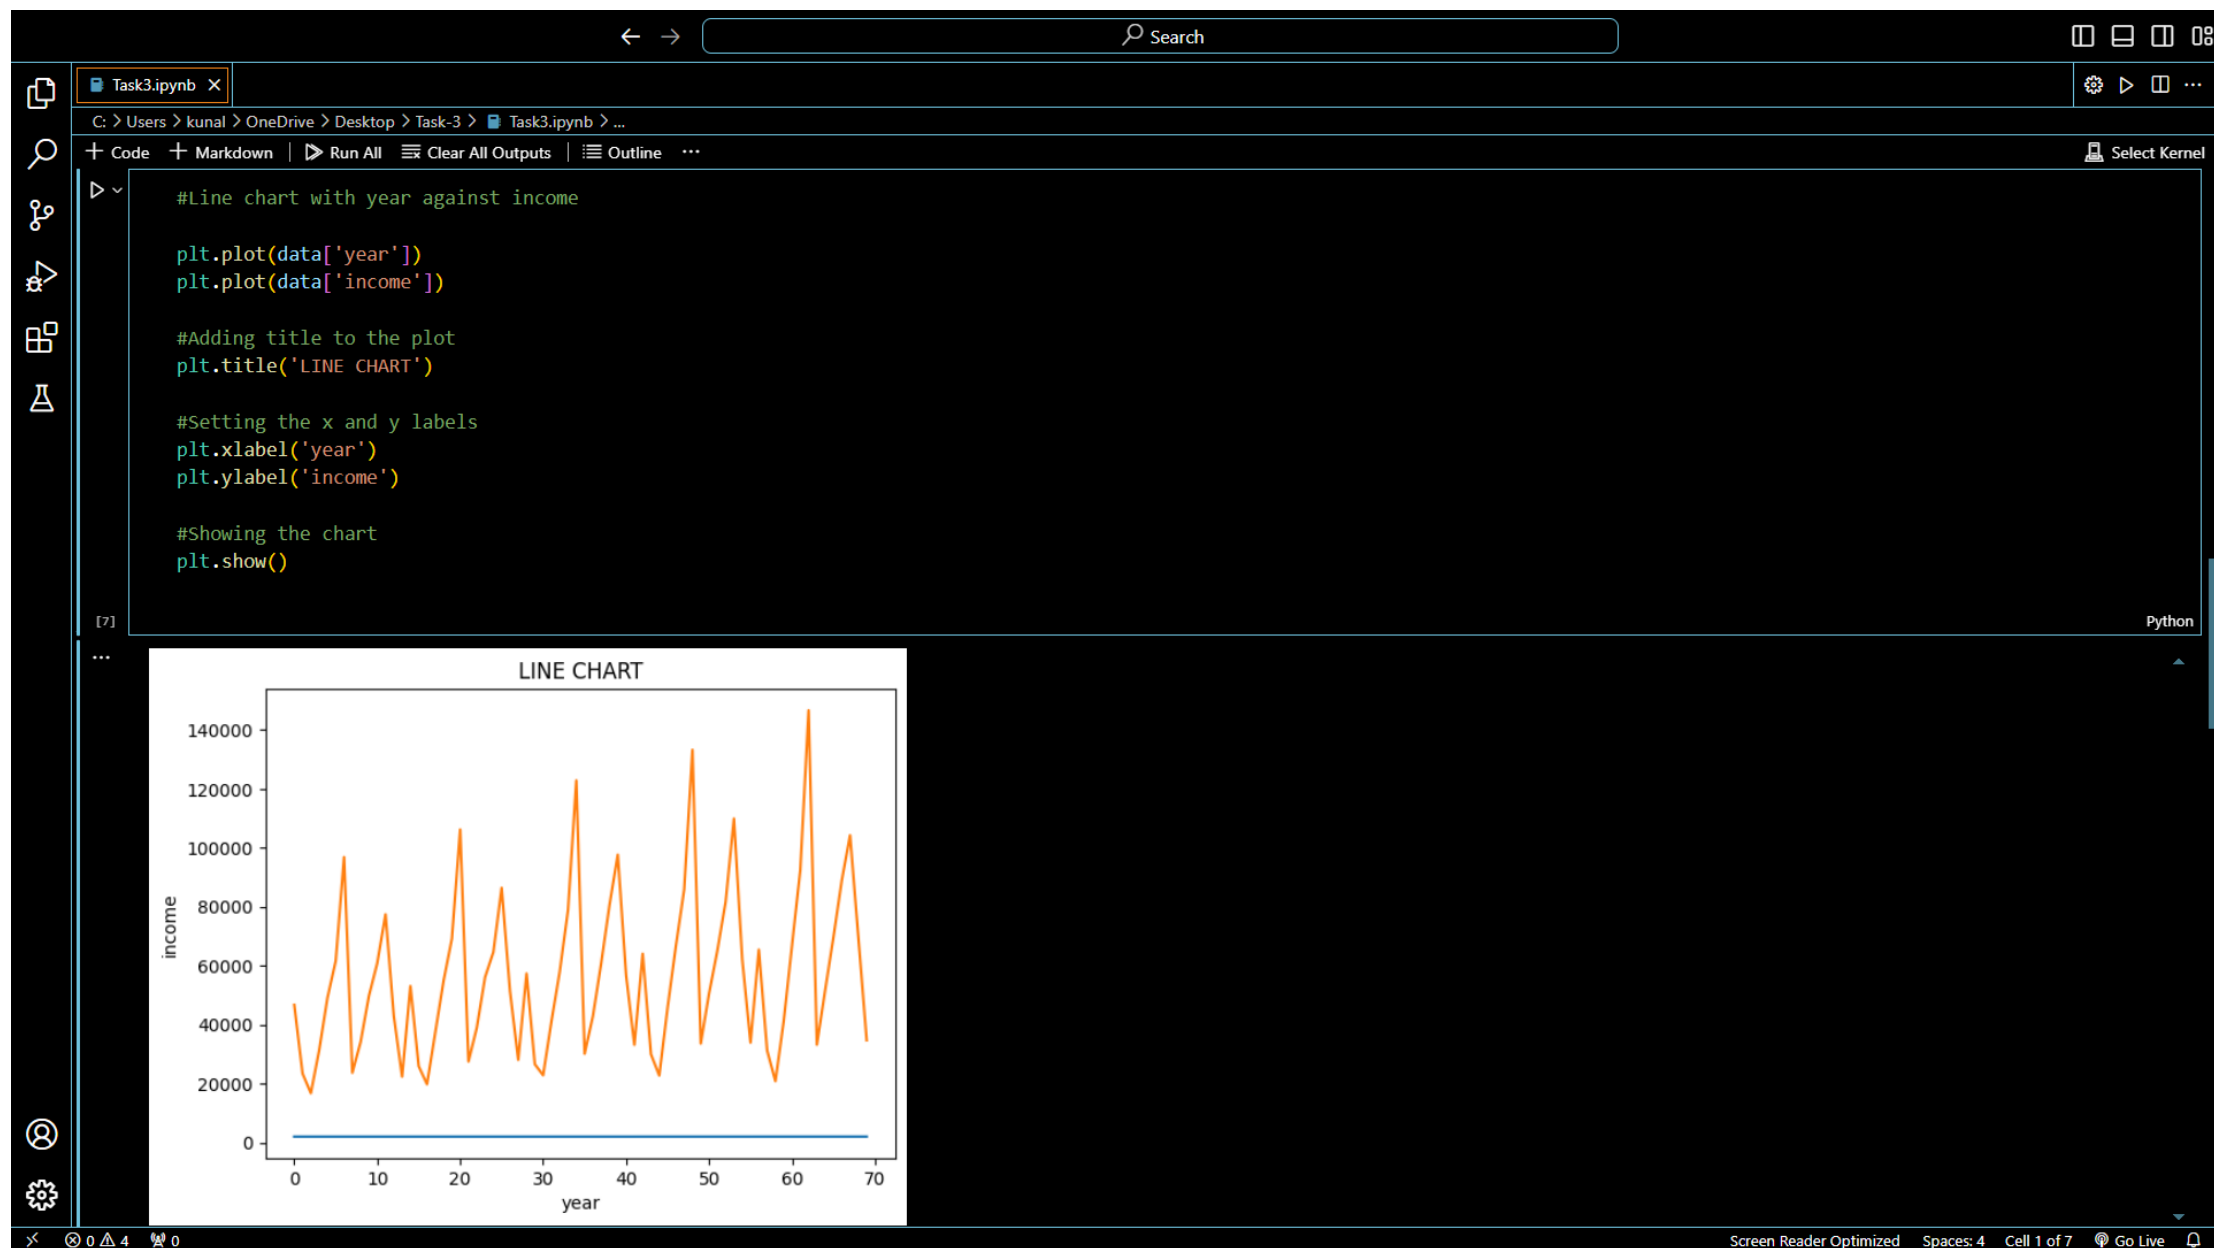 Search
Task3.ipynb
C: > Users > kunal > OneDrive > Desktop > Task-3 > Task3.ipynb > ...
+ Code + Markdown | Run All Clear All Outputs | Outline ... Select Kernel
#Line chart with year against income
plt.plot(data['year'])
plt.plot(data['income'])
#Adding title to the plot
plt.title('LINE CHART')
#Setting the x and y labels
plt.xlabel('year')
plt.ylabel('income')
#Showing the chart
plt.show()
[7] Python
...
LINE CHART
140000
120000
100000
80000
60000
40000
20000
0
income
0 10 20 30 40 50 60 70
year
0 4 0 Screen Reader Optimized Spaces: 4 Cell 1 of 7 Go Live